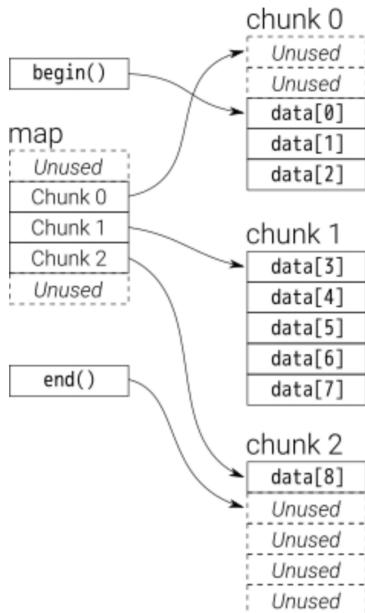 begin()
map
Unused
Chunk 0
Chunk 1
Chunk 2
Unused
end()
chunk 0
Unused
Unused
data[0]
data[1]
data[2]
chunk 1
data[3]
data[4]
data[5]
data[6]
data[7]
chunk 2
data[8]
Unused
Unused
Unused
Unused